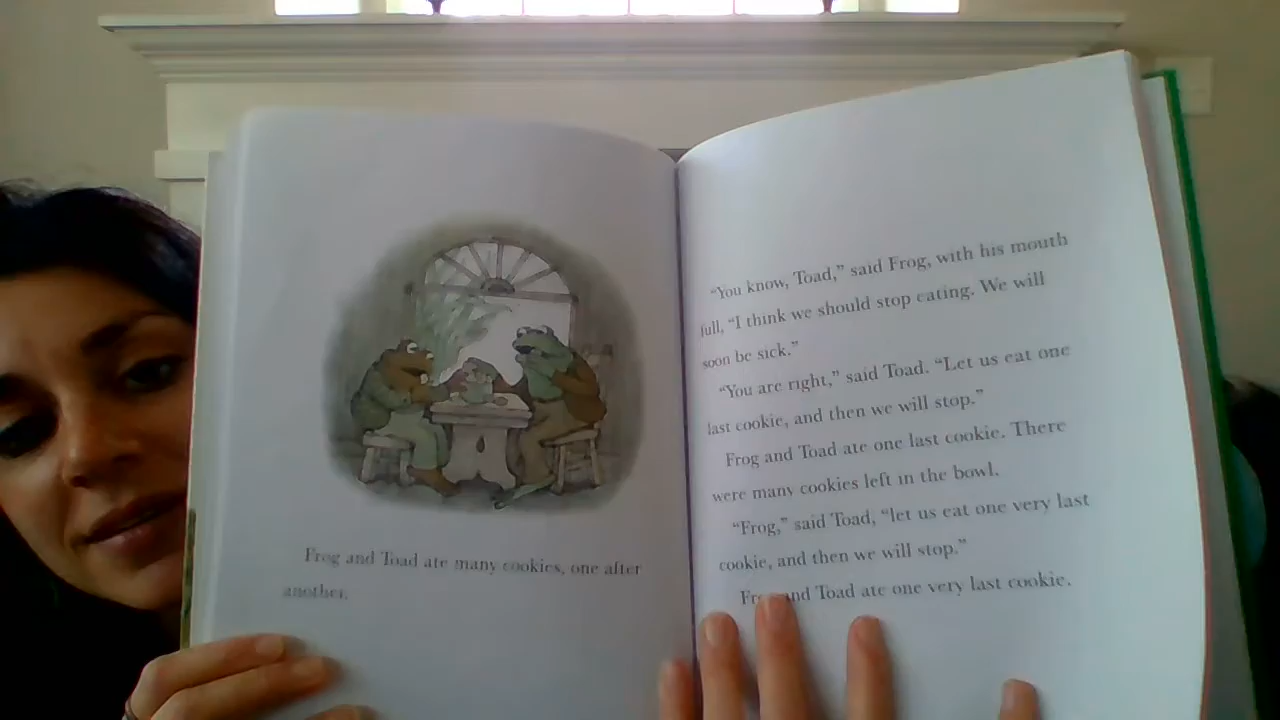 Frog and Toad ate many cookies, one after
another.
“You know, Toad,” said Frog, with his mouth
full, “I think we should stop eating. We will
soon be sick.”
“You are right,” said Toad. “Let us eat one
last cookie, and then we will stop.”
Frog and Toad ate one last cookie. There
were many cookies left in the bowl.
“Frog,” said Toad, “let us eat one very last
cookie, and then we will stop.”
Frog and Toad ate one very last cookie.